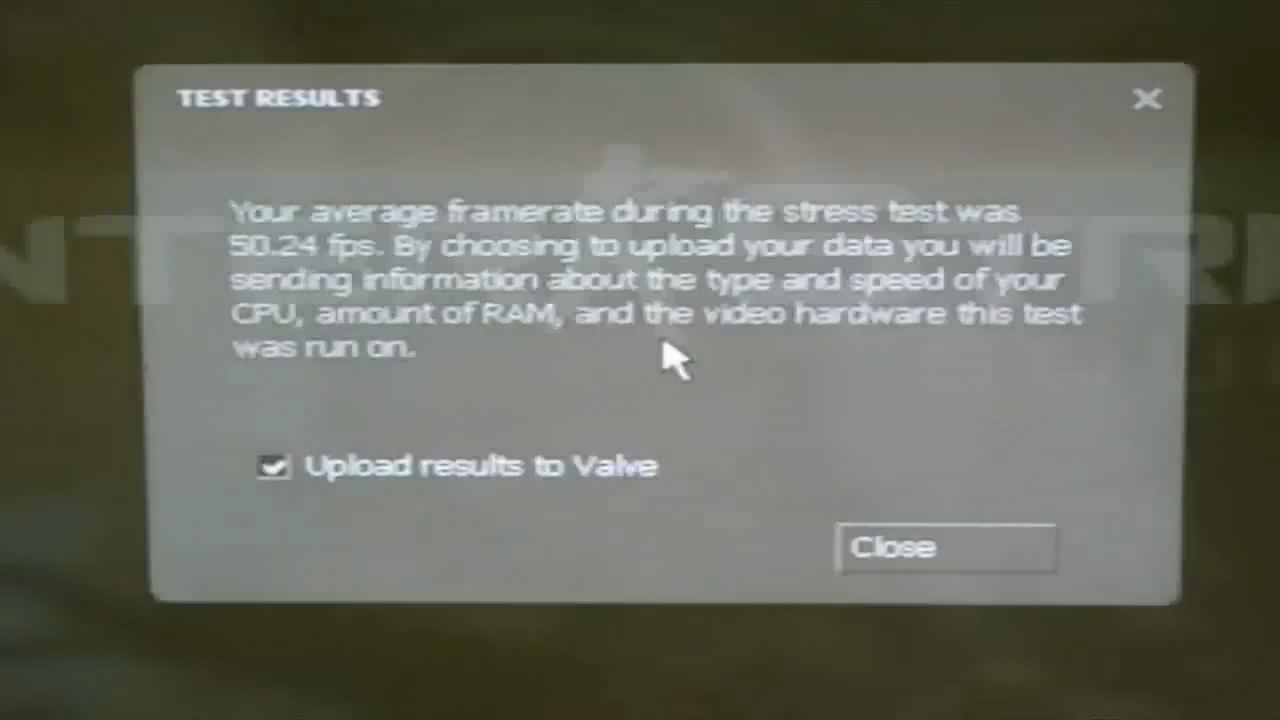 TEST RESULTS
Your average framerate during the stress test was
50.24 fps. By choosing to upload your data you will be
sending information about the type and speed of your
CPU, amount of RAM, and the video hardware this test
was run on.
Upload results to Valve
Close